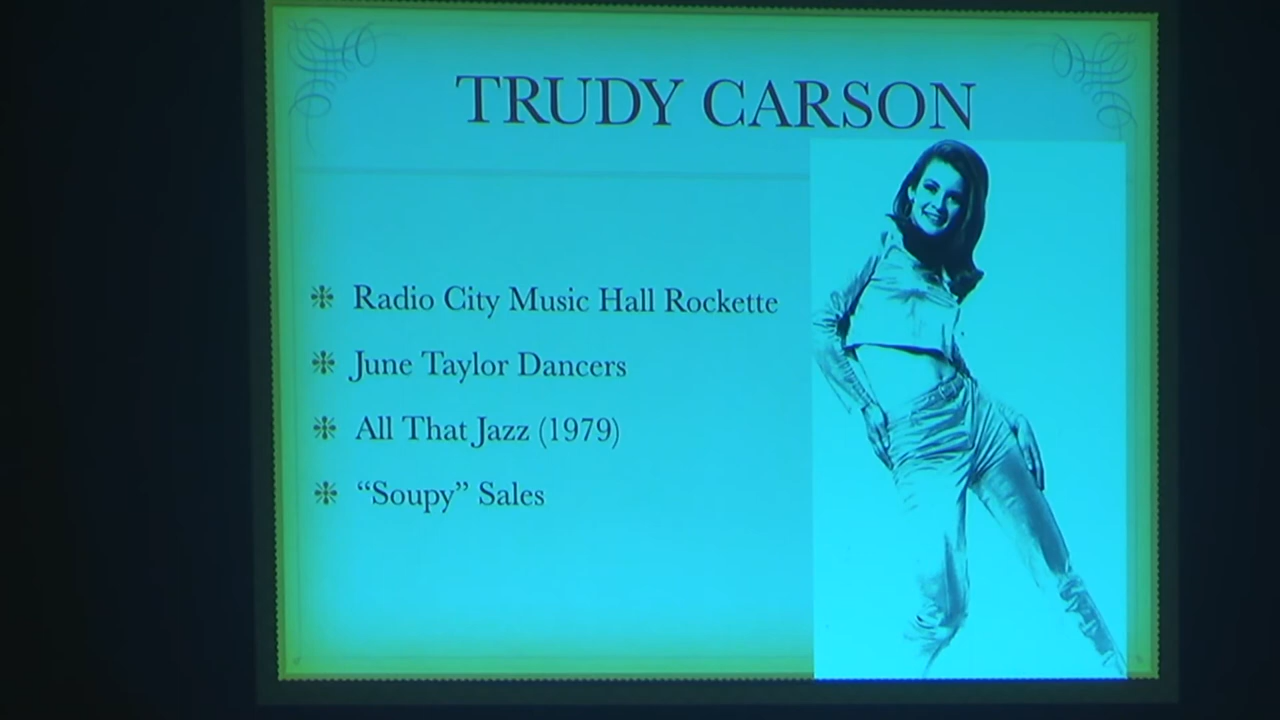 TRUDY CARSON
Radio City Music Hall Rockette
June Taylor Dancers
All That Jazz (1979)
“Soupy” Sales